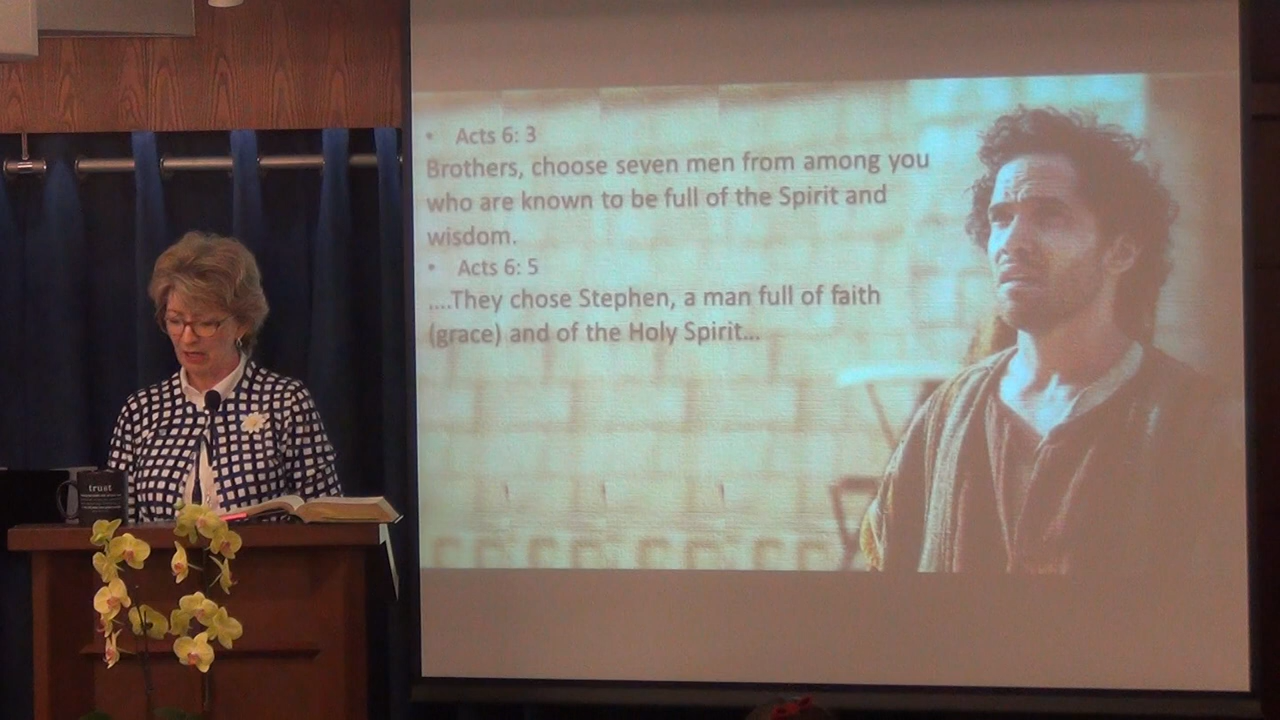 • Acts 6: 3
Brothers, choose seven men from among you
who are known to be full of the Spirit and
wisdom.
• Acts 6: 5
....They chose Stephen, a man full of faith
(grace) and of the Holy Spirit...
trust